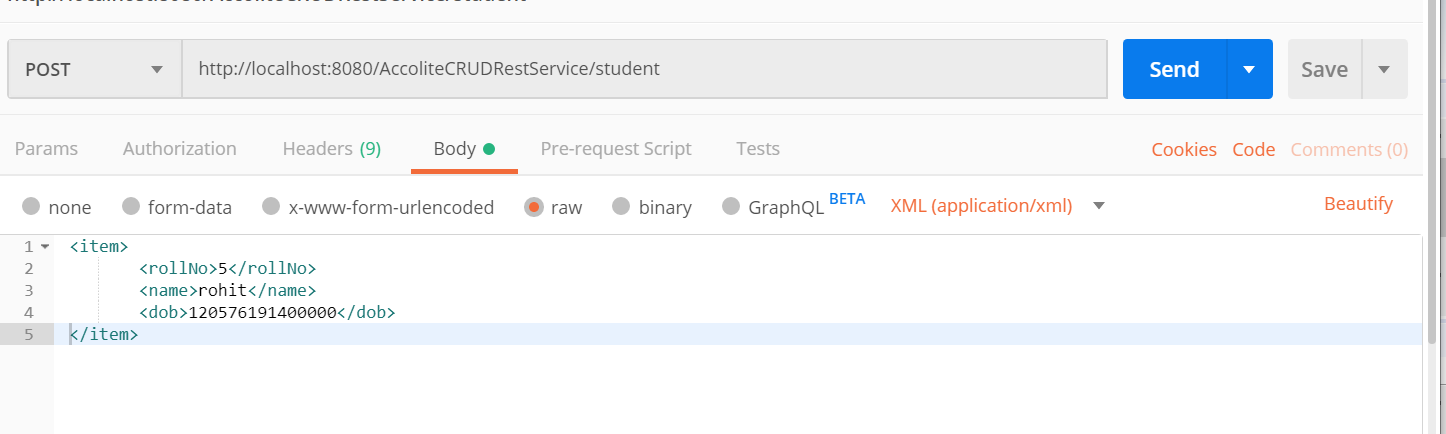 POST
http://localhost:8080/AccoliteCRUDRestService/student
Send
Save
Params Authorization Headers (9) Body Pre-request Script Tests Cookies Code Comments (0)
none form-data x-www-form-urlencoded raw binary GraphQL BETA XML (application/xml) Beautify
1 <item>
2 <rollNo>5</rollNo>
3 <name>rohit</name>
4 <dob>120576191400000</dob>
5 </item>